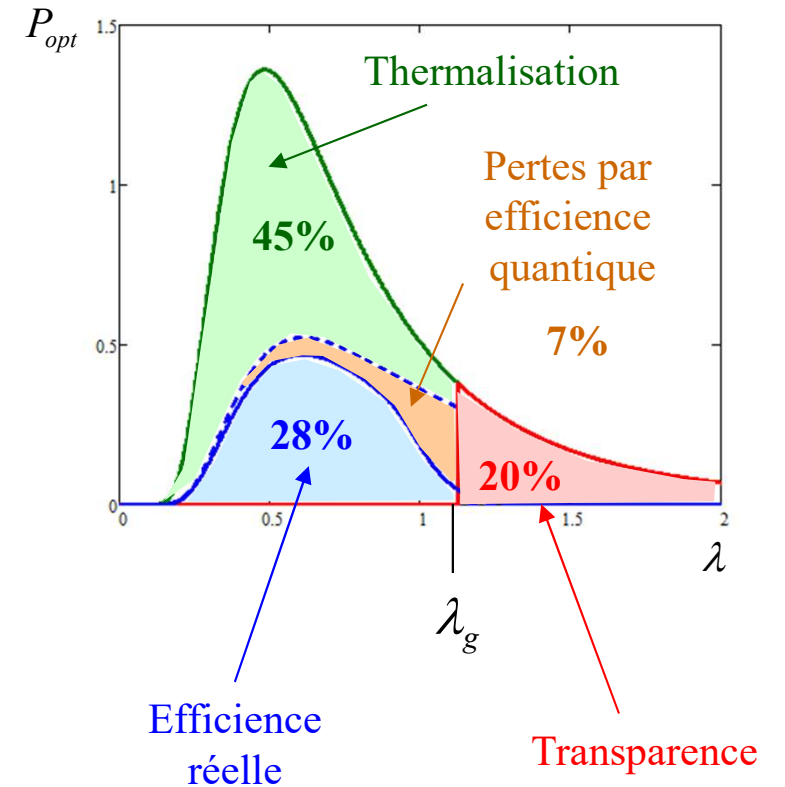 P_opt
1.5
Thermalisation
Pertes par
efficience
quantique
1
45%
7%
0.5
28%
20%
0
0
0.5
1
1.5
2
λ
λ_g
Efficience
réelle
Transparence